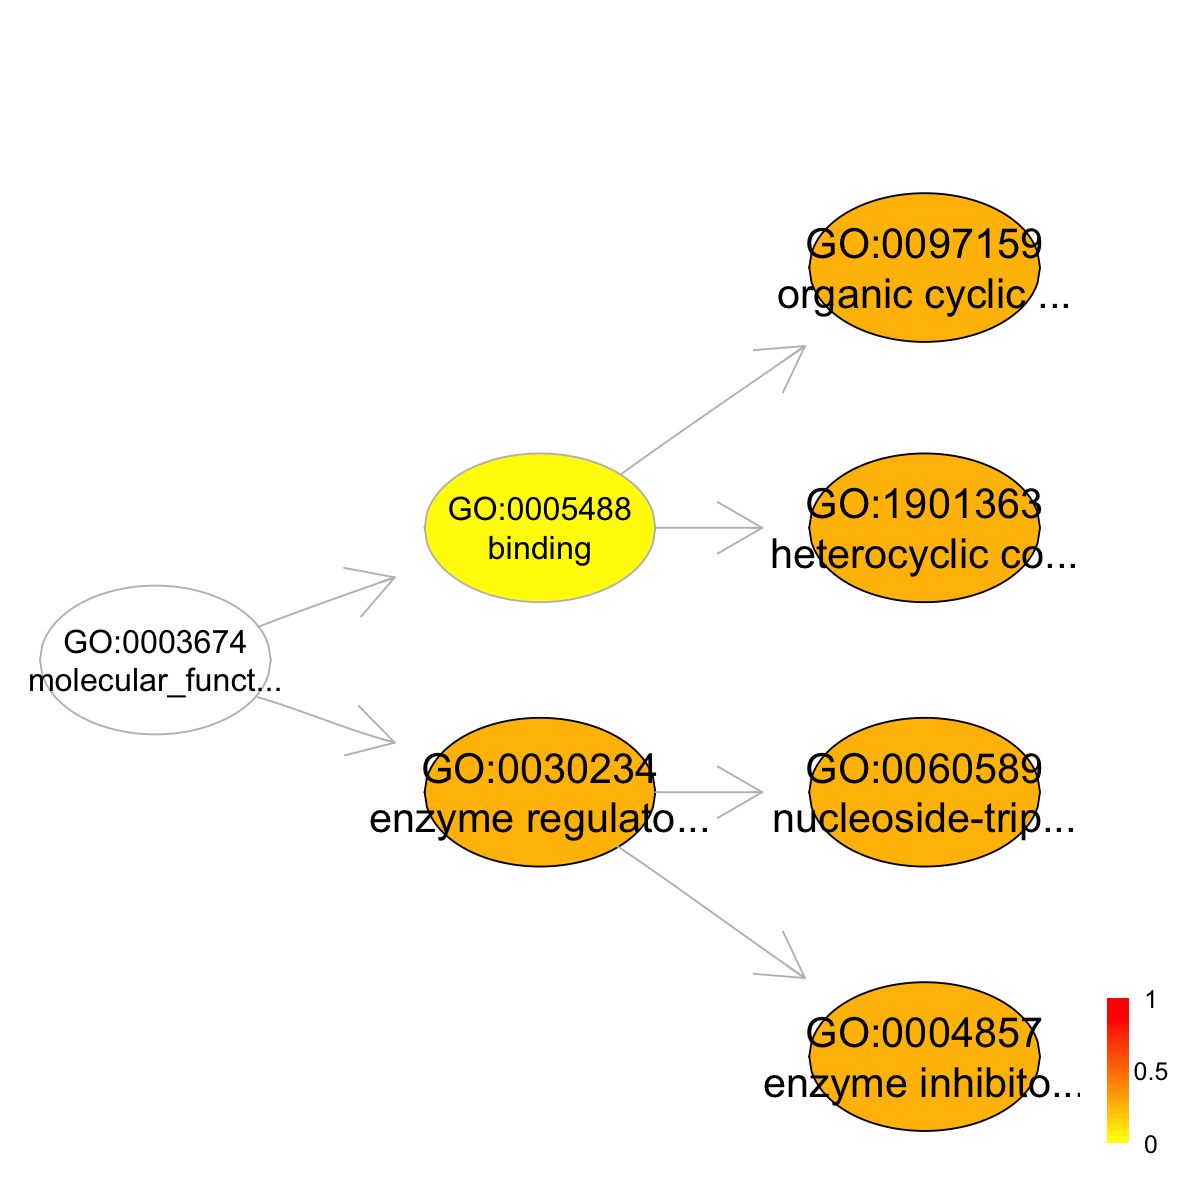 GO:0097159
organic cyclic ...
GO:0005488
binding
GO:1901363
heterocyclic co...
GO:0003674
molecular_funct...
GO:0030234
enzyme regulato...
GO:0060589
nucleoside-trip...
GO:0004857
enzyme inhibito...
1
0.5
0